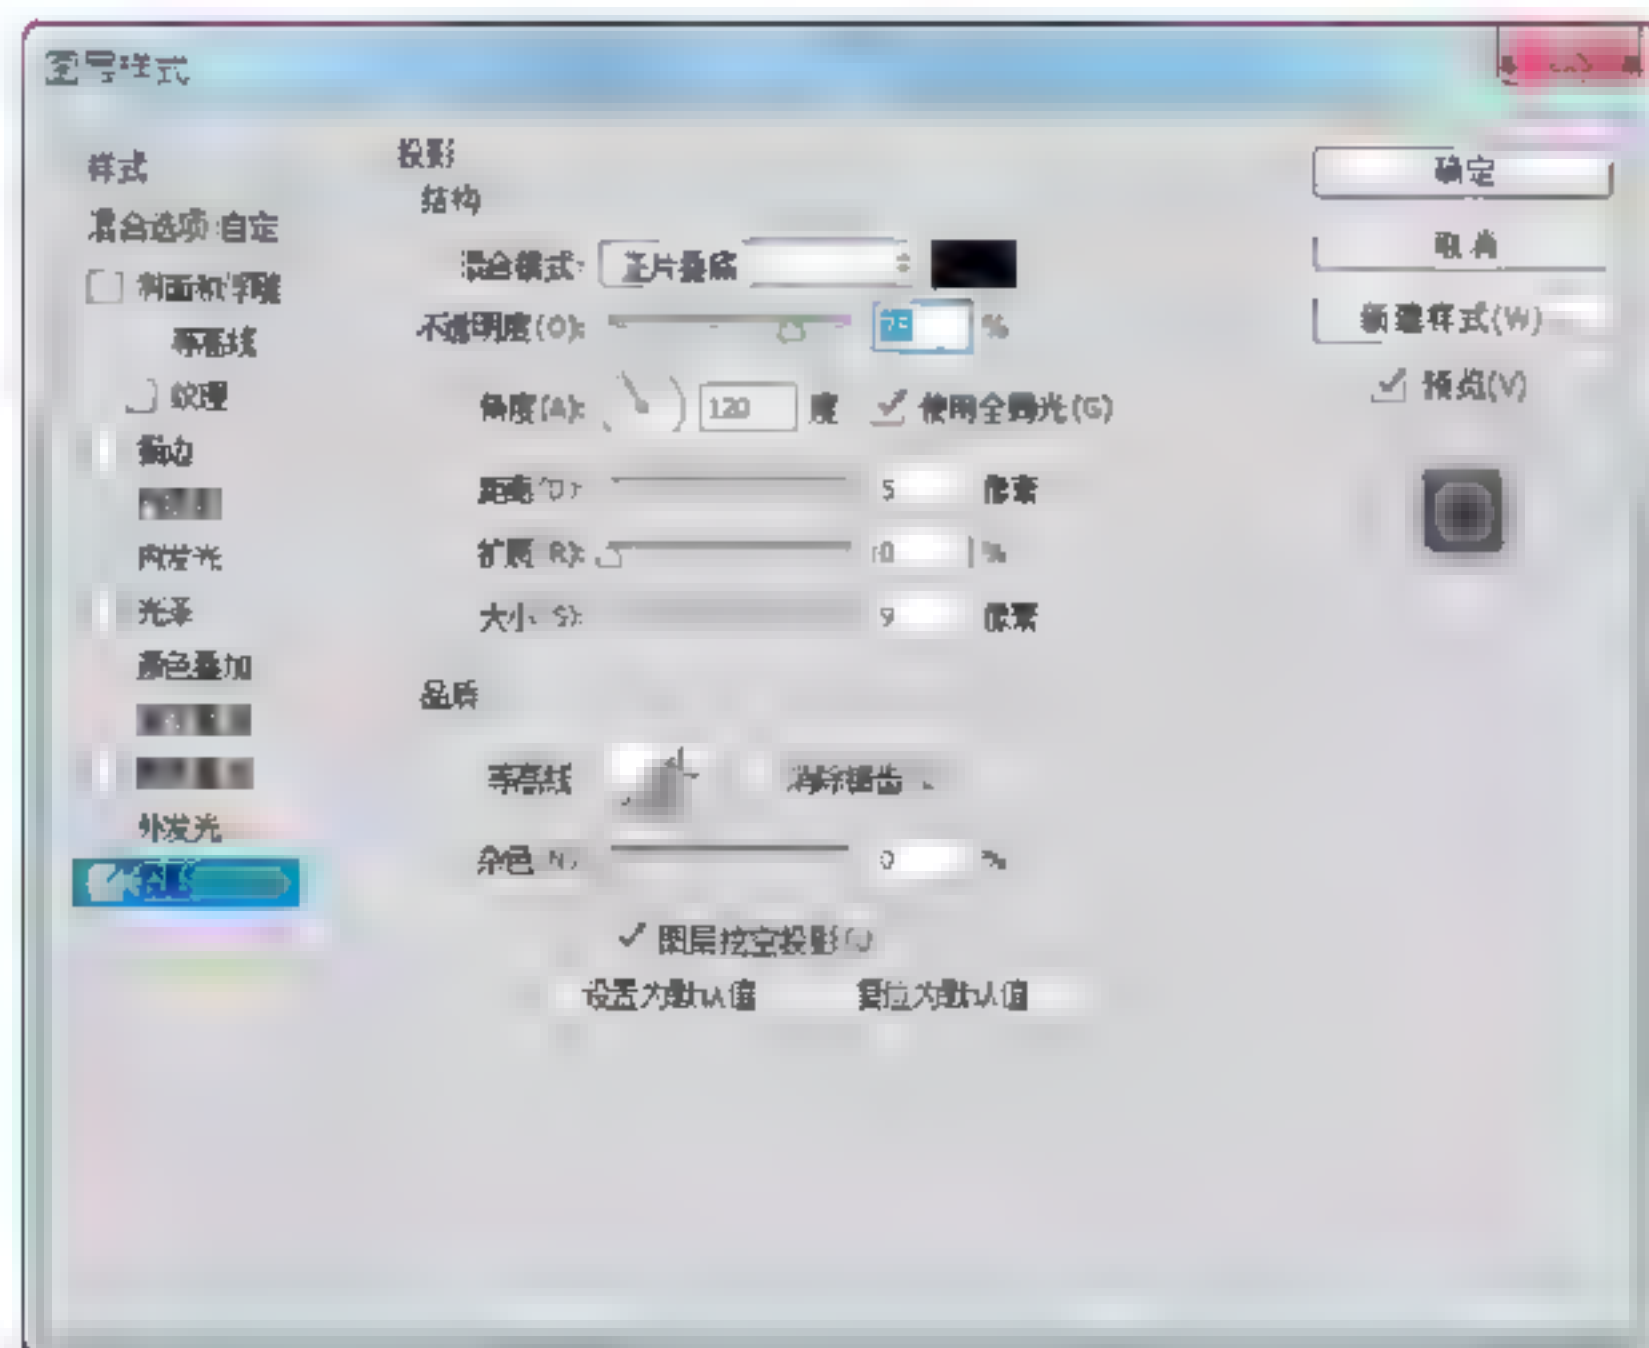 图层样式
样式
混合选项:自定
斜面和浮雕
等高线
纹理
描边
内发光
光泽
颜色叠加
外发光
投影
结构
混合模式: 正片叠底
不透明度(O): %
角度(A): 120 度 使用全局光(G)
距离(D): 5 像素
扩展(R): 0 %
大小(S): 9 像素
品质
等高线 消除锯齿
杂色(N): 0 %
图层挖空投影(U)
设置为默认值 复位为默认值
确定
取消
新建样式(W)
预览(V)